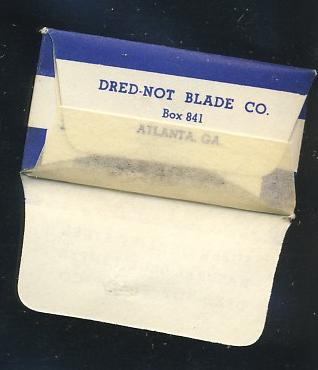 DRED-NOT BLADE CO.
Box 841
ATLANTA, GA.